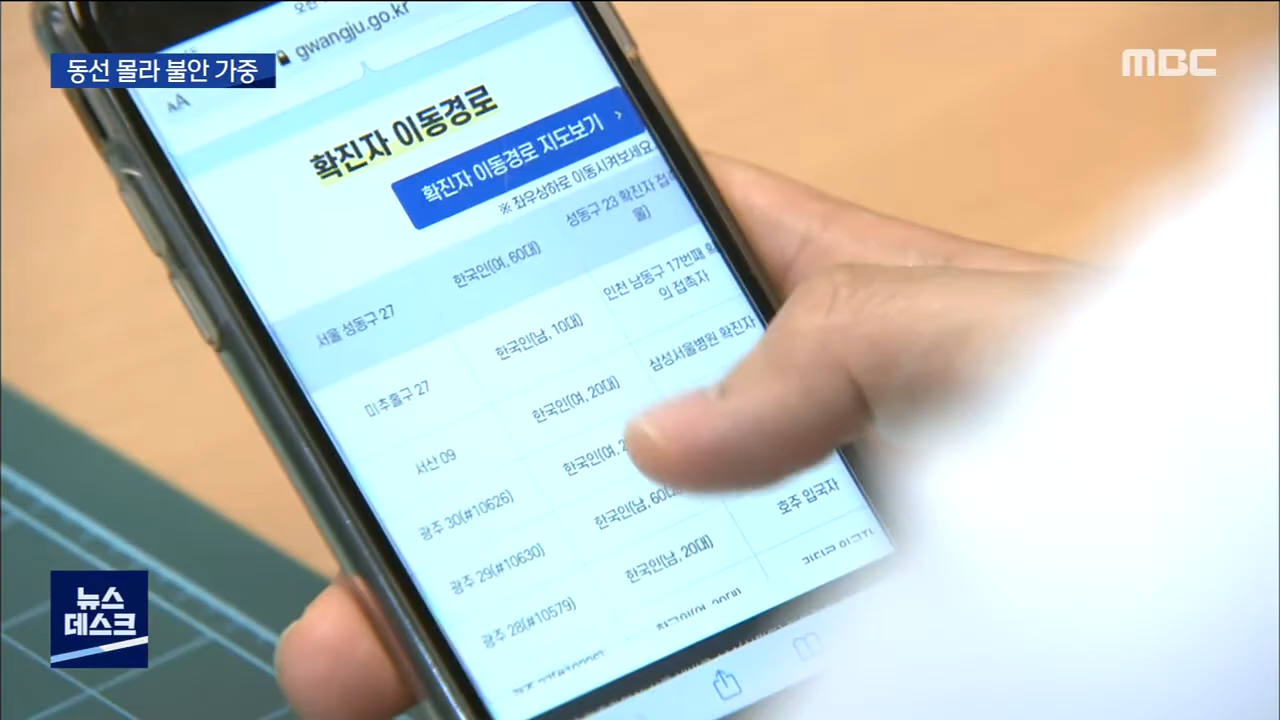 동선 몰라 불안 가중
MBC
gwangju.go.kr
AA
확진자 이동경로
확진자 이동경로 지도보기 >
※ 좌우상하로 이동시켜보세요
서울 성동구 27 한국인(여, 60대) 성동구 23 확진자
미추홀구 27 한국인(남, 10대) 인천 남동구 17번째
의 접촉자
서산 09 한국인(여, 20대) 삼성서울병원 확진자
광주 30(#10626) 한국인(여,
광주 29(#10630) 한국인(남, 60대)
광주 28(#10579) 한국인(남, 20대) 호주 입국자
뉴스
데스크